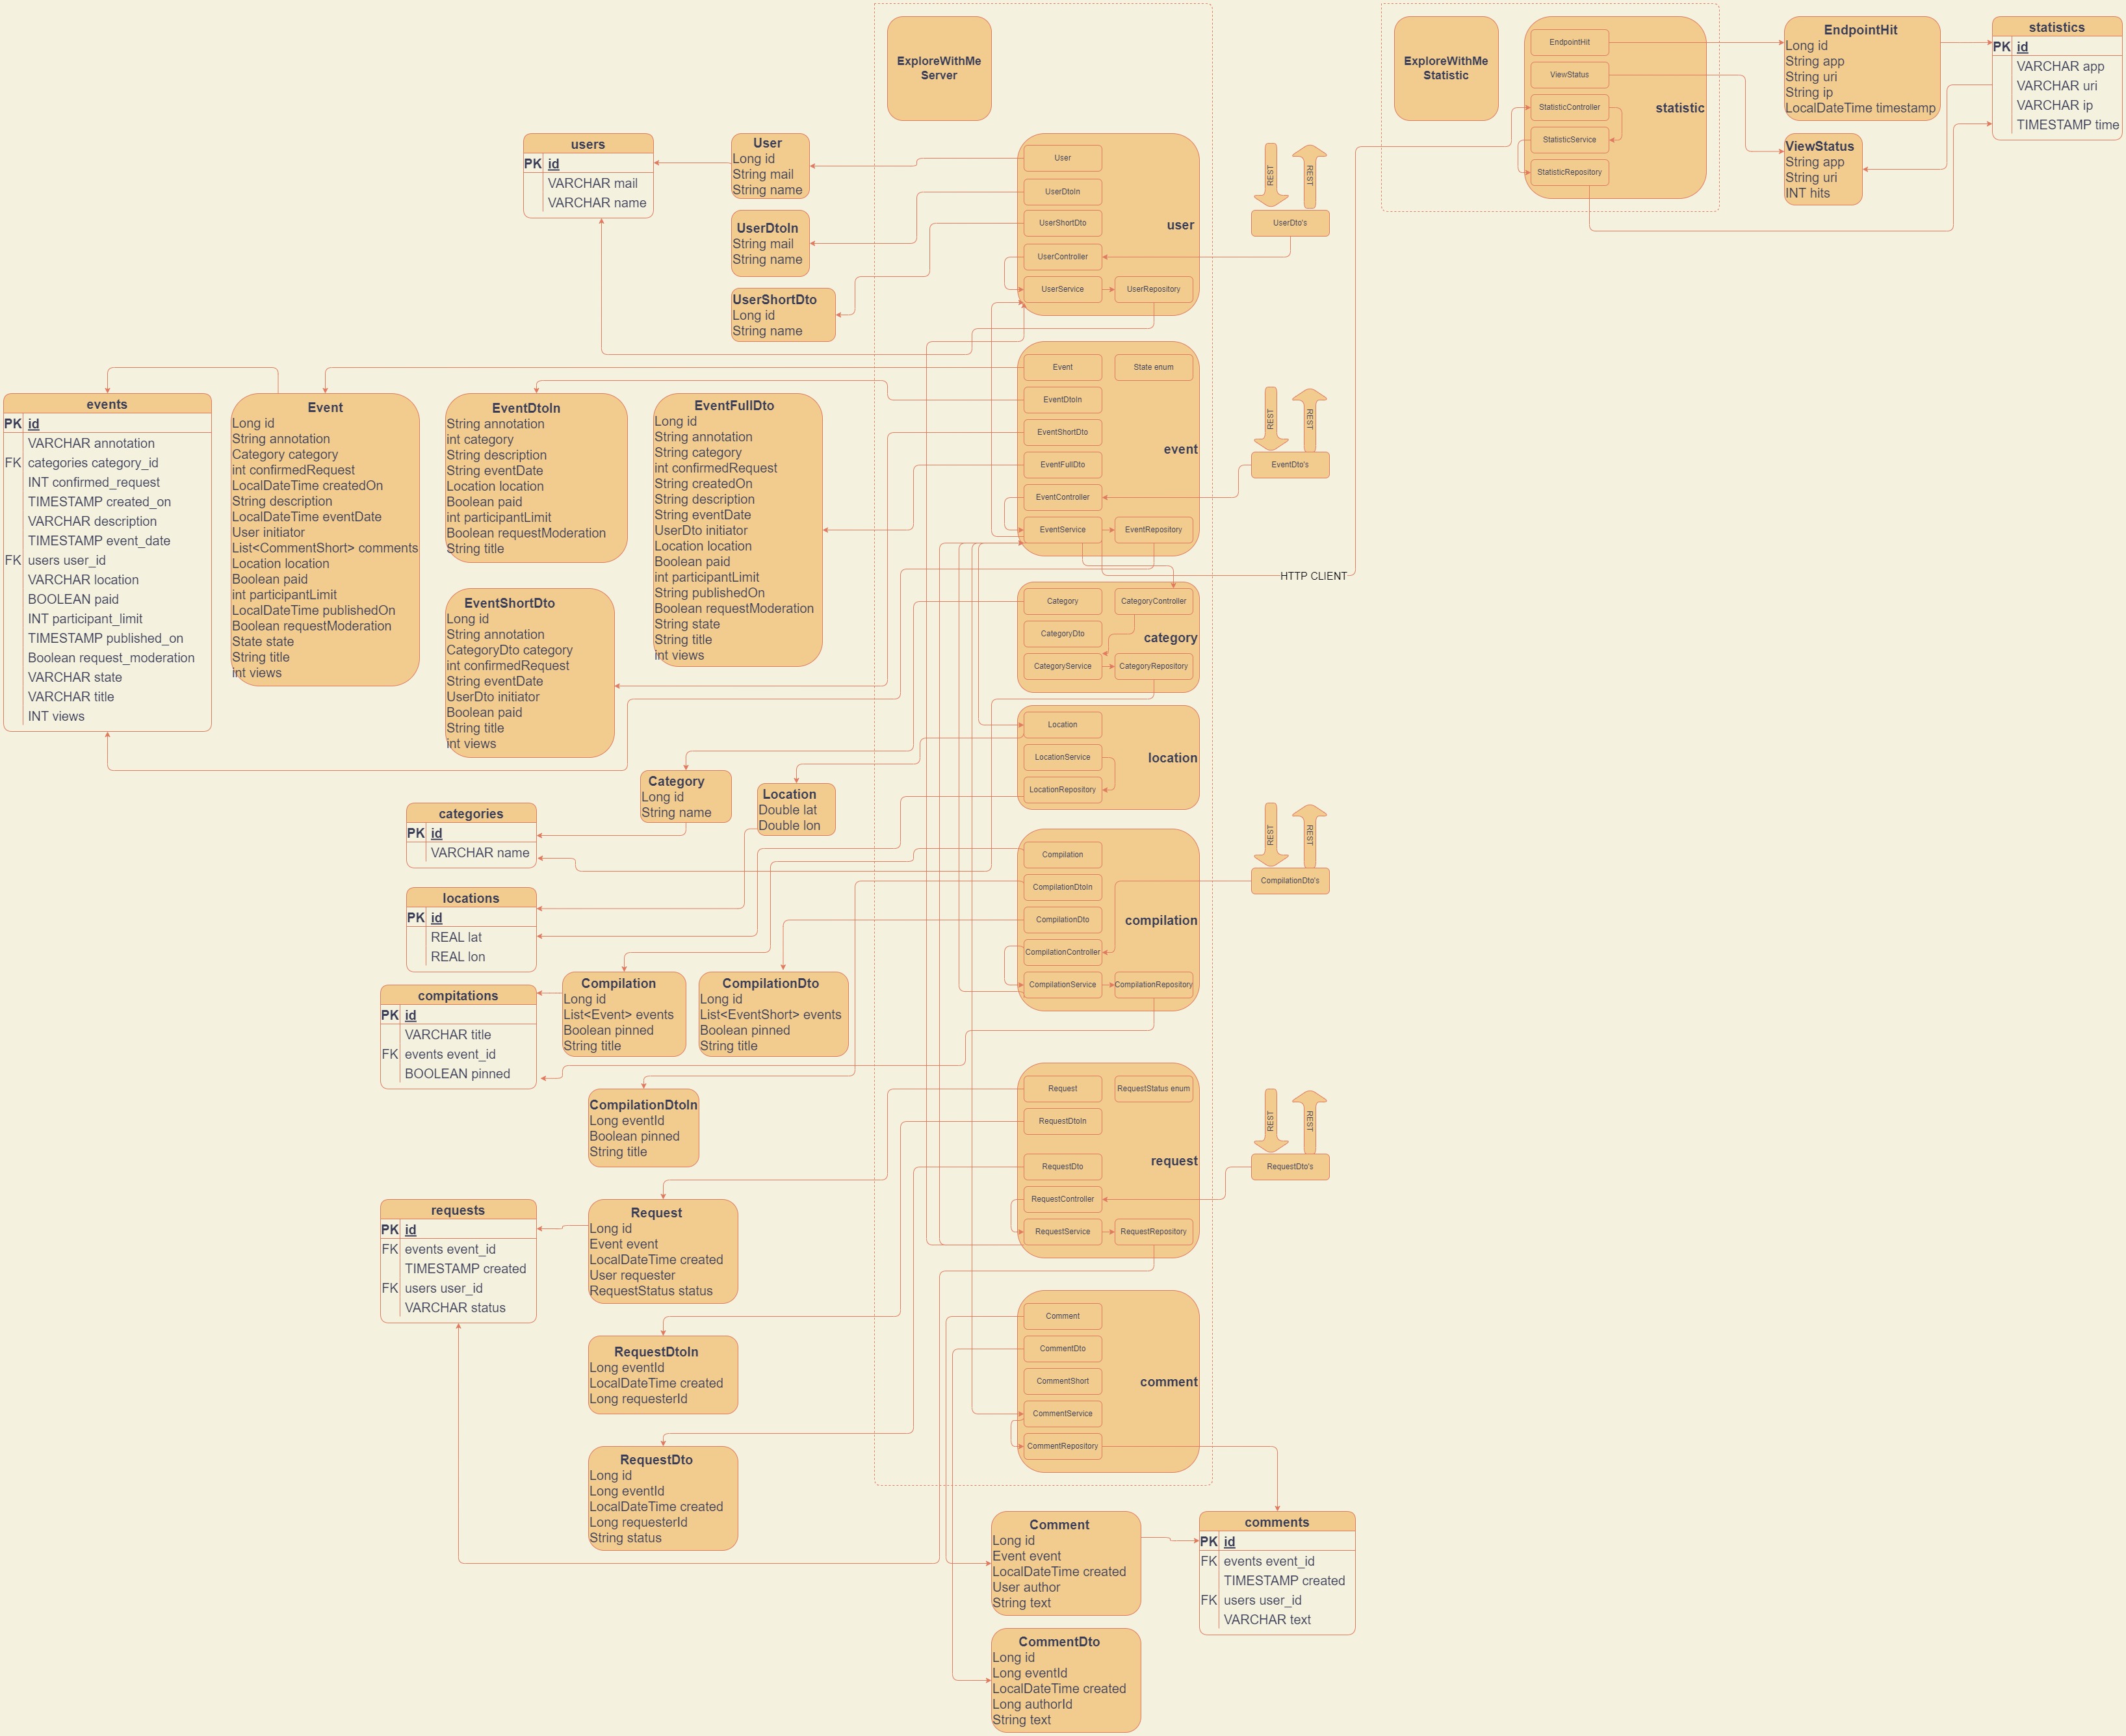 ExploreWithMe
Server
ExploreWithMe
Statistic
EndpointHit
ViewStatus
StatisticController
StatisticService
StatisticRepository
statistic
EndpointHit
Long id
String app
String uri
String ip
LocalDateTime timestamp
statistics
PK id
VARCHAR app
VARCHAR uri
VARCHAR ip
TIMESTAMP time
ViewStatus
String app
String uri
INT hits
users
PK id
VARCHAR mail
VARCHAR name
User
Long id
String mail
String name
UserDtoIn
String mail
String name
UserShortDto
Long id
String name
User
UserDtoIn
UserShortDto
UserController
UserService
UserRepository
user
REST
REST
UserDto's
events
PK id
VARCHAR annotation
FK categories category_id
INT confirmed_request
TIMESTAMP created_on
VARCHAR description
TIMESTAMP event_date
FK users user_id
VARCHAR location
BOOLEAN paid
INT participant_limit
TIMESTAMP published_on
Boolean request_moderation
VARCHAR state
VARCHAR title
INT views
Event
Long id
String annotation
Category category
int confirmedRequest
LocalDateTime createdOn
String description
LocalDateTime eventDate
User initiator
List<CommentShort> comments
Location location
Boolean paid
int participantLimit
LocalDateTime publishedOn
Boolean requestModeration
State state
String title
int views
EventDtoIn
String annotation
int category
String description
String eventDate
Location location
Boolean paid
int participantLimit
Boolean requestModeration
String title
EventFullDto
Long id
String annotation
String category
int confirmedRequest
String createdOn
String description
String eventDate
UserDto initiator
Location location
Boolean paid
int participantLimit
String publishedOn
Boolean requestModeration
String state
String title
int views
EventShortDto
Long id
String annotation
CategoryDto category
int confirmedRequest
String eventDate
UserDto initiator
Boolean paid
String title
int views
Event
State enum
EventDtoIn
EventShortDto
EventFullDto
EventController
EventService
EventRepository
event
REST
REST
EventDto's
HTTP CLIENT
Category
CategoryController
CategoryDto
CategoryService
CategoryRepository
category
Location
LocationService
LocationRepository
location
Category
Long id
String name
Location
Double lat
Double lon
categories
PK id
VARCHAR name
locations
PK id
REAL lat
REAL lon
Compilation
CompilationDtoIn
CompilationDto
CompilationController
CompilationService
CompilationRepository
compilation
REST
REST
CompilationDto's
compitations
PK id
VARCHAR title
FK events event_id
BOOLEAN pinned
Compilation
Long id
List<Event> events
Boolean pinned
String title
CompilationDto
Long id
List<EventShort> events
Boolean pinned
String title
CompilationDtoIn
Long eventId
Boolean pinned
String title
Request
RequestStatus enum
RequestDtoIn
RequestDto
RequestController
RequestService
RequestRepository
request
REST
REST
RequestDto's
requests
PK id
FK events event_id
TIMESTAMP created
FK users user_id
VARCHAR status
Request
Long id
Event event
LocalDateTime created
User requester
RequestStatus status
RequestDtoIn
Long eventId
LocalDateTime created
Long requesterId
RequestDto
Long id
Long eventId
LocalDateTime created
Long requesterId
String status
Comment
CommentDto
CommentShort
CommentService
CommentRepository
comment
Comment
Long id
Event event
LocalDateTime created
User author
String text
comments
PK id
FK events event_id
TIMESTAMP created
FK users user_id
VARCHAR text
CommentDto
Long id
Long eventId
LocalDateTime created
Long authorId
String text